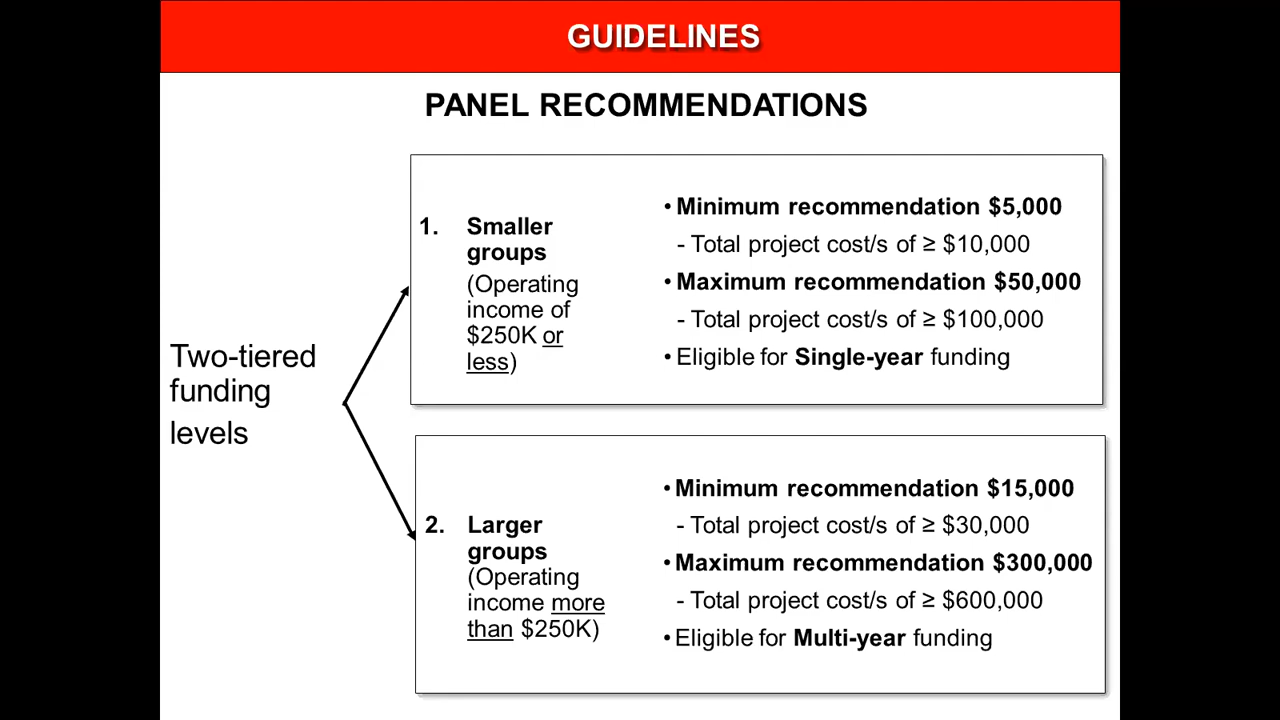 GUIDELINES
PANEL RECOMMENDATIONS
Two-tiered
funding
levels
1. Smaller
groups
(Operating
income of
$250K or
less)
• Minimum recommendation $5,000
- Total project cost/s of ≥ $10,000
• Maximum recommendation $50,000
- Total project cost/s of ≥ $100,000
• Eligible for Single-year funding
2. Larger
groups
(Operating
income more
than $250K)
• Minimum recommendation $15,000
- Total project cost/s of ≥ $30,000
• Maximum recommendation $300,000
- Total project cost/s of ≥ $600,000
• Eligible for Multi-year funding